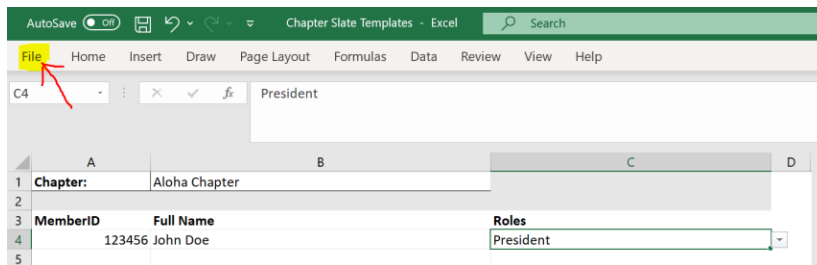 AutoSave Off Chapter Slate Templates - Excel Search
File Home Insert Draw Page Layout Formulas Data Review View Help
C4 fx President
A B C D
1 Chapter: Aloha Chapter
2
3 MemberID Full Name Roles
4 123456 John Doe President
5